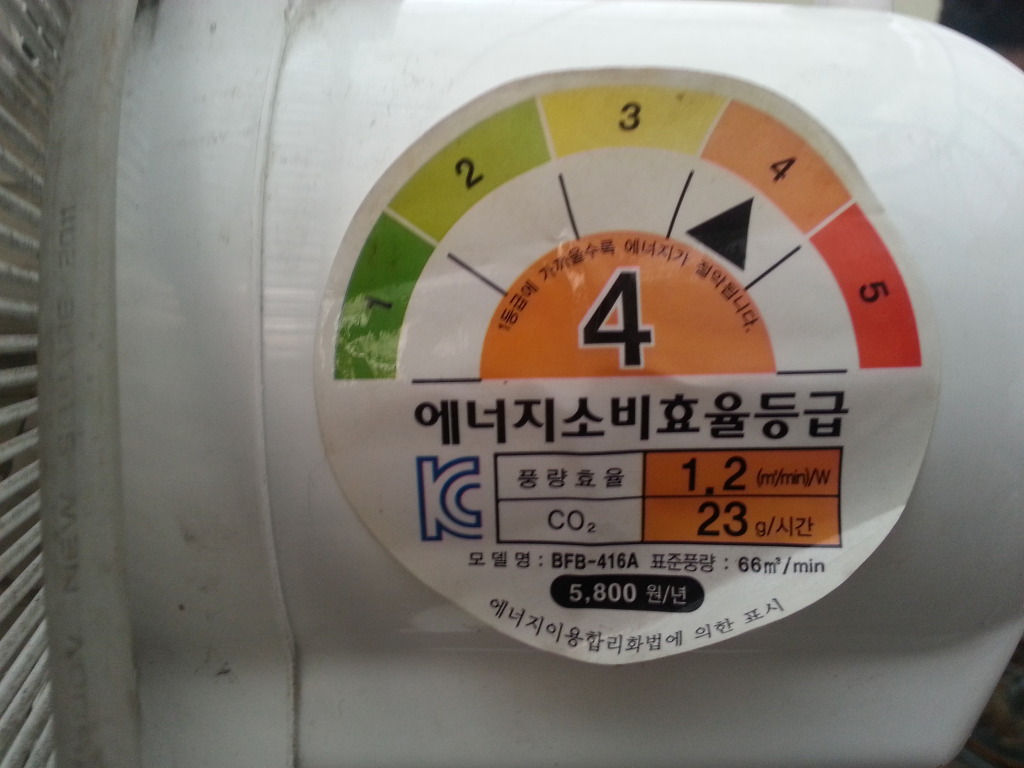 1 2 3 4 5
1등급에 가까울수록 에너지가 절약됩니다.
4
에너지소비효율등급
풍량효율 1.2 (㎥/min)/W
CO₂ 23 g/시간
모델명 : BFB-416A 표준풍량 : 66㎥/min
5,800 원/년
에너지이용합리화법에 의한 표시